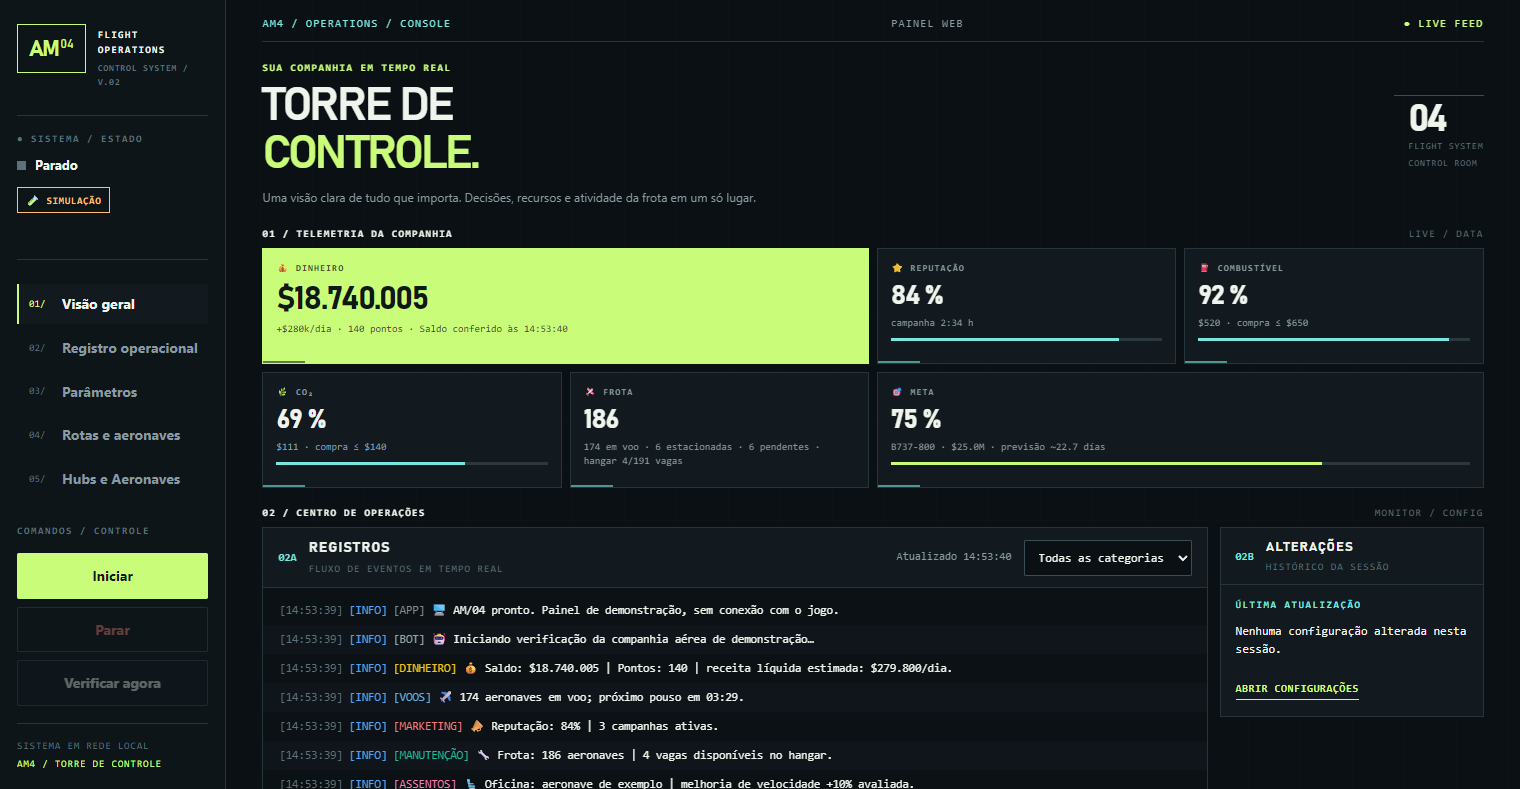 AM04
FLIGHT
OPERATIONS
CONTROL SYSTEM /
V.02
SISTEMA / ESTADO
Parado
SIMULAÇÃO
01/ Visão geral
02/ Registro operacional
03/ Parâmetros
04/ Rotas e aeronaves
05/ Hubs e Aeronaves
COMANDOS / CONTROLE
Iniciar
Parar
Verificar agora
SISTEMA EM REDE LOCAL
AM4 / TORRE DE CONTROLE
AM4 / OPERATIONS / CONSOLE
PAINEL WEB
LIVE FEED
SUA COMPANHIA EM TEMPO REAL
TORRE DE
CONTROLE.
Uma visão clara de tudo que importa. Decisões, recursos e atividade da frota em um só lugar.
04
FLIGHT SYSTEM
CONTROL ROOM
01 / TELEMETRIA DA COMPANHIA
LIVE / DATA
DINHEIRO
$18.740.005
+$280k/dia · 140 pontos · Saldo conferido às 14:53:40
REPUTAÇÃO
84 %
campanha 2:34 h
COMBUSTÍVEL
92 %
$520 · compra ≤ $650
CO₂
69 %
$111 · compra ≤ $140
FROTA
186
174 em voo · 6 estacionadas · 6 pendentes ·
hangar 4/191 vagas
META
75 %
B737-800 · $25.0M · previsão ~22.7 dias
02 / CENTRO DE OPERAÇÕES
MONITOR / CONFIG
02A REGISTROS
FLUXO DE EVENTOS EM TEMPO REAL
Atualizado 14:53:40
Todas as categorias
[14:53:39] [INFO] [APP] AM/04 pronto. Painel de demonstração, sem conexão com o jogo.
[14:53:39] [INFO] [BOT] Iniciando verificação da companhia aérea de demonstração…
[14:53:39] [INFO] [DINHEIRO] Saldo: $18.740.005 | Pontos: 140 | receita líquida estimada: $279.800/dia.
[14:53:39] [INFO] [VOOS] 174 aeronaves em voo; próximo pouso em 03:29.
[14:53:39] [INFO] [MARKETING] Reputação: 84% | 3 campanhas ativas.
[14:53:39] [INFO] [MANUTENÇÃO] Frota: 186 aeronaves | 4 vagas disponíveis no hangar.
[14:53:39] [INFO] [ASSENTOS] Oficina: aeronave de exemplo | melhoria de velocidade +10% avaliada.
02B ALTERAÇÕES
HISTÓRICO DA SESSÃO
ÚLTIMA ATUALIZAÇÃO
Nenhuma configuração alterada nesta
sessão.
ABRIR CONFIGURAÇÕES